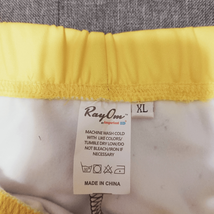 RayOm
XL
MACHINE WASH COLD
WITH LIKE COLORS/
TUMBLE DRY LOW/DO
NOT BLEACH/IRON IF
NECESSARY
MADE IN CHINA